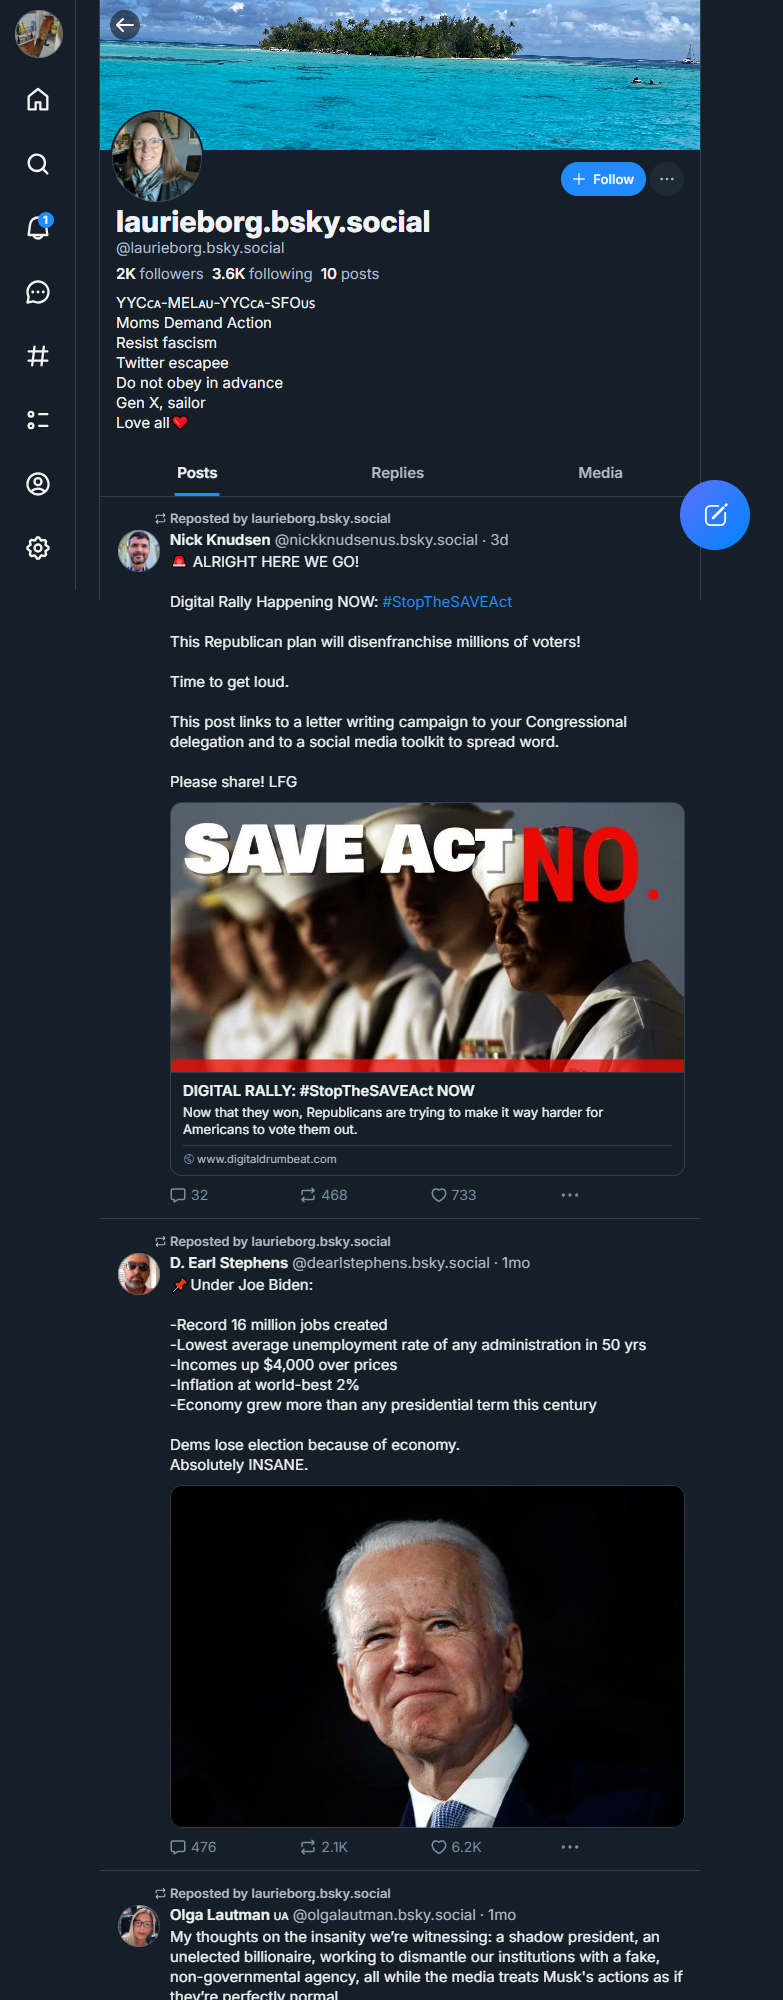 1
+ Follow
laurieborg.bsky.social
@laurieborg.bsky.social
2K followers 3.6K following 10 posts
YYCCA-MELAU-YYCCA-SFOUS
Moms Demand Action
Resist fascism
Twitter escapee
Do not obey in advance
Gen X, sailor
Love all❤️
Posts Replies Media
Reposted by laurieborg.bsky.social
Nick Knudsen @nickknudsenus.bsky.social · 3d
🚨 ALRIGHT HERE WE GO!
Digital Rally Happening NOW: #StopTheSAVEAct
This Republican plan will disenfranchise millions of voters!
Time to get loud.
This post links to a letter writing campaign to your Congressional
delegation and to a social media toolkit to spread word.
Please share! LFG
SAVE ACT NO.
DIGITAL RALLY: #StopTheSAVEAct NOW
Now that they won, Republicans are trying to make it way harder for
Americans to vote them out.
www.digitaldrumbeat.com
32 468 733
Reposted by laurieborg.bsky.social
D. Earl Stephens @dearlstephens.bsky.social · 1mo
📌Under Joe Biden:
-Record 16 million jobs created
-Lowest average unemployment rate of any administration in 50 yrs
-Incomes up $4,000 over prices
-Inflation at world-best 2%
-Economy grew more than any presidential term this century
Dems lose election because of economy.
Absolutely INSANE.
476 2.1K 6.2K
Reposted by laurieborg.bsky.social
Olga Lautman UA @olgalautman.bsky.social · 1mo
My thoughts on the insanity we’re witnessing: a shadow president, an
unelected billionaire, working to dismantle our institutions with a fake,
non-governmental agency, all while the media treats Musk's actions as if
they’re perfectly normal